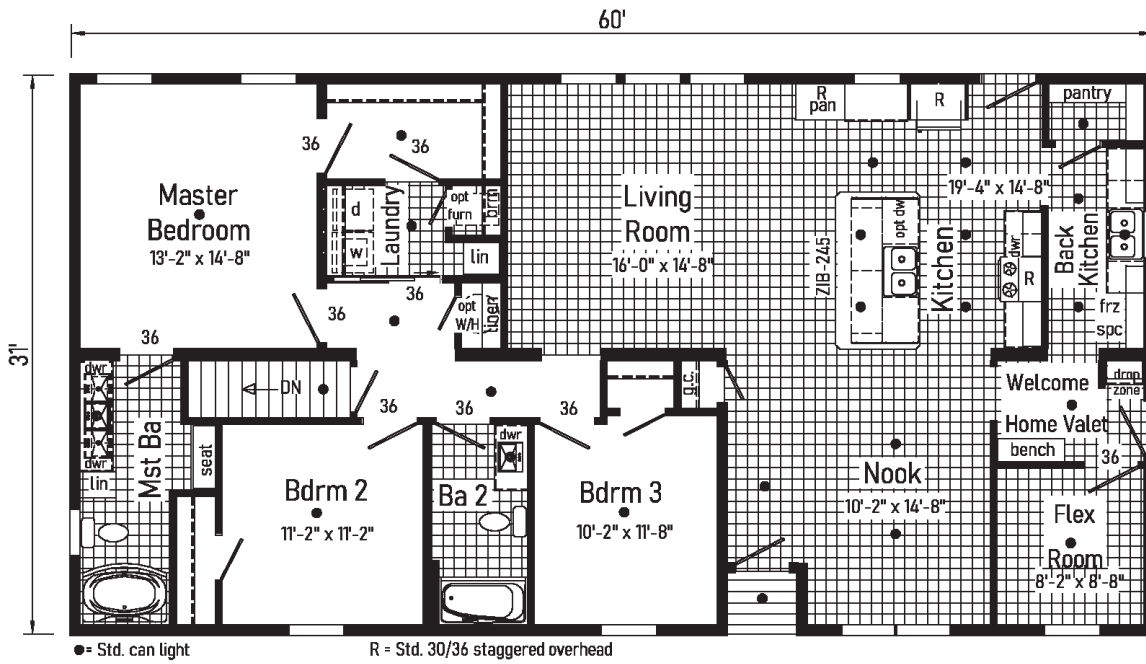 60'
31'
R
pan
R
pantry
36
36
Master
Bedroom
13'-2" x 14'-8"
d
w
Laundry
opt
furn
brm
lin
Living
Room
16'-0" x 14'-8"
ZIB-245
opt dw
Kitchen
19'-4" x 14'-8"
dwr
R
Back
Kitchen
frz
spc
36
36
opt
W/H
linen
36
dwr
dwr
lin
Mst Ba
DN
seat
36
36
36
g.c.
Welcome
Home Valet
drop
zone
bench
36
Bdrm 2
11'-2" x 11'-2"
dwr
Ba 2
Bdrm 3
10'-2" x 11'-8"
Nook
10'-2" x 14'-8"
Flex
Room
8'-2" x 8'-8"
●= Std. can light
R = Std. 30/36 staggered overhead